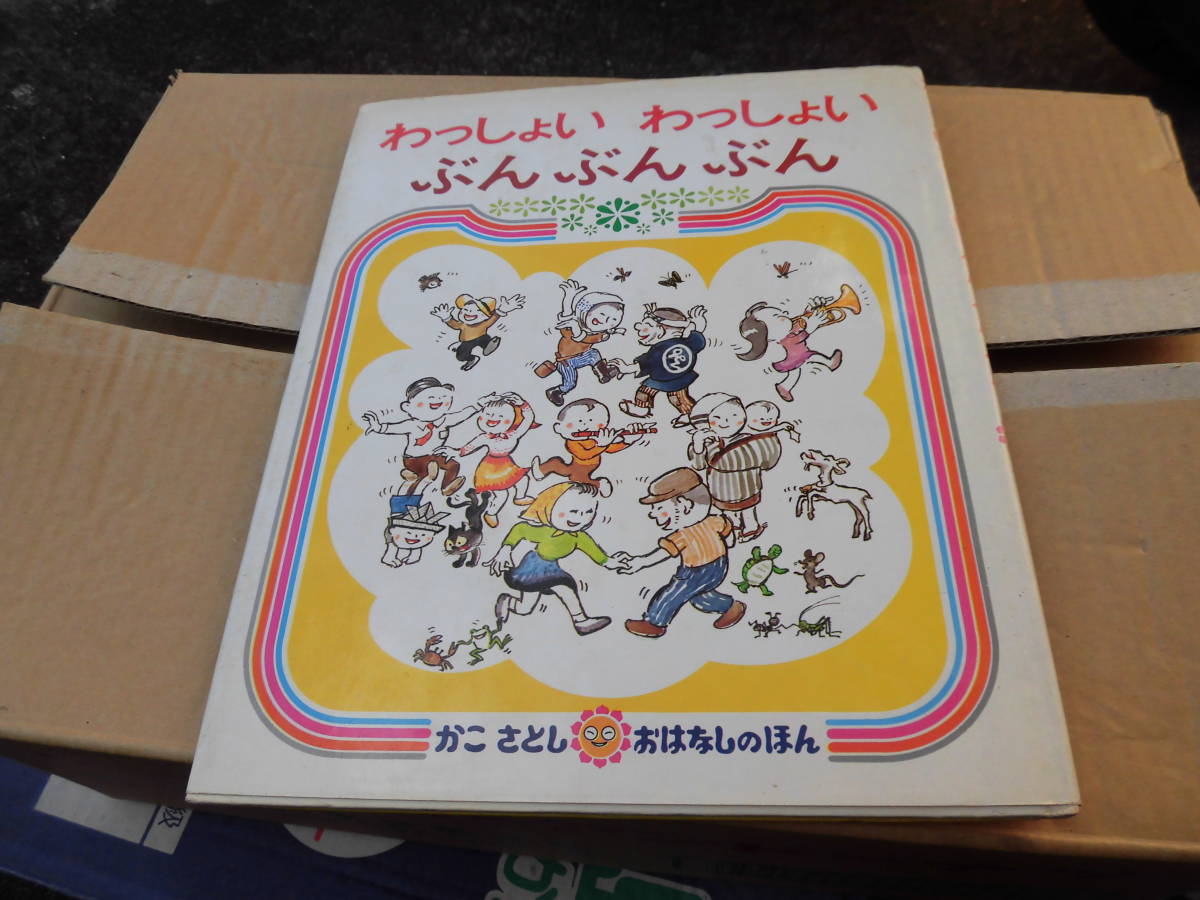 わっしょい わっしょい
ぶん ぶん ぶん
かこ さとし おはなしのほん